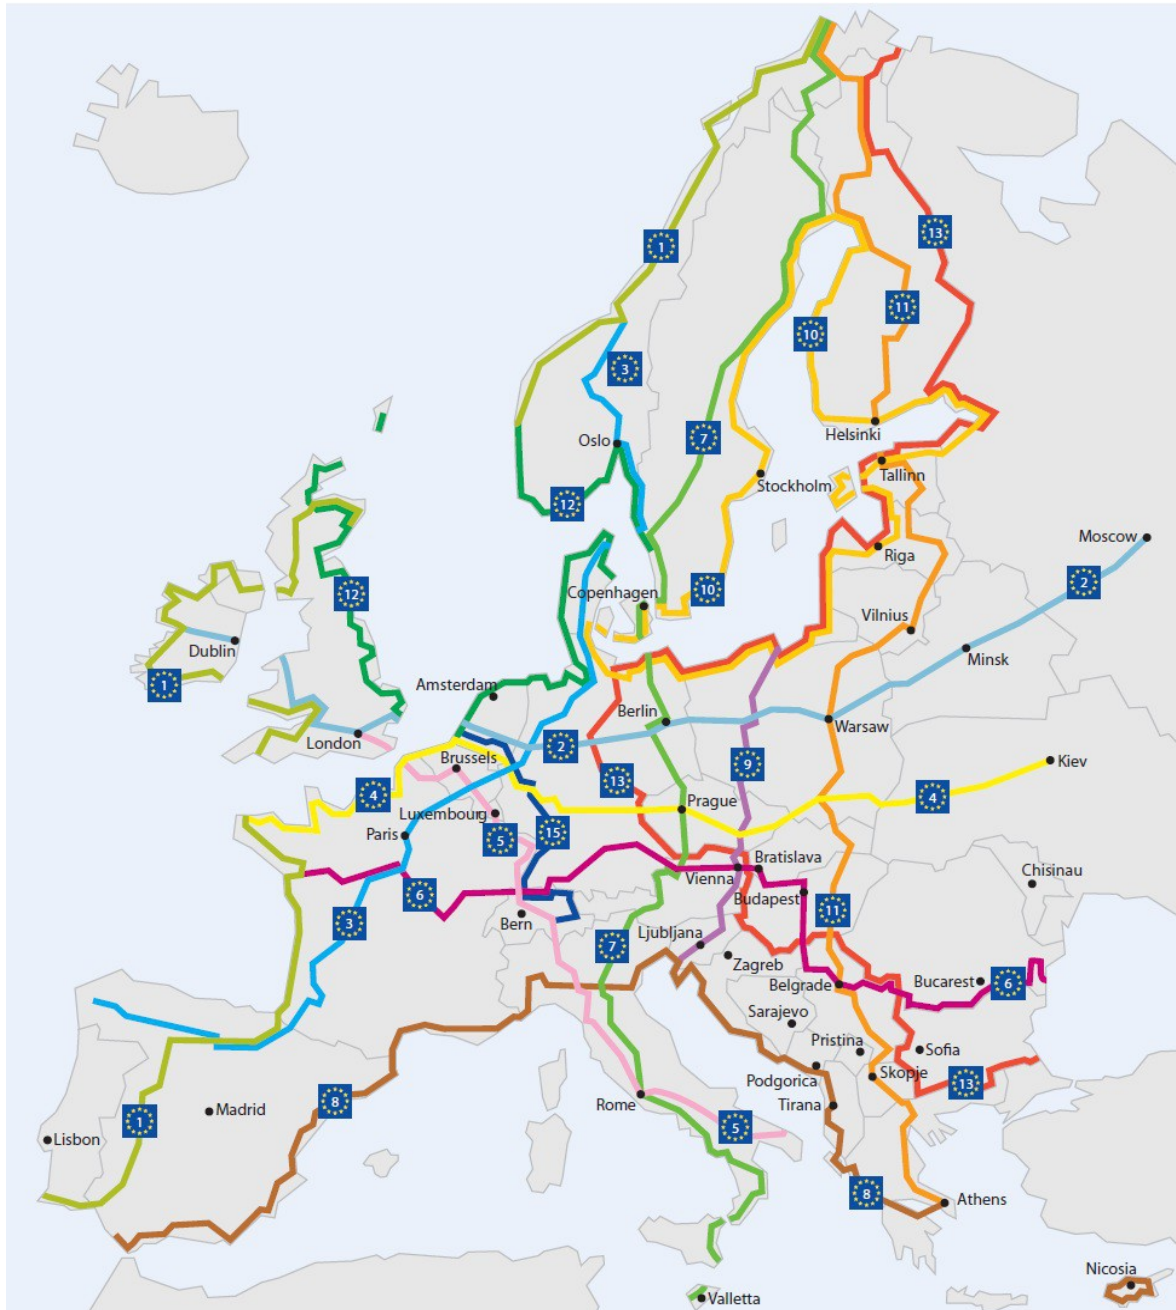 1
13
11
10
3
7
Helsinki
Oslo
Tallinn
Stockholm
12
Moscow
Riga
2
10
12
Copenhagen
Vilnius
Dublin
Minsk
1
Amsterdam
Berlin
Warsaw
London
2
Brussels
9
Kiev
13
4
4
Prague
Luxembourg
15
Paris
5
Bratislava
Vienna
Chisinau
6
Budapest
11
Bern
3
Ljubljana
7
Zagreb
Belgrade
Bucarest
6
Sarajevo
Pristina
Sofia
Podgorica
Skopje
13
Rome
Tirana
8
Madrid
1
5
Lisbon
8
Athens
Nicosia
Valletta